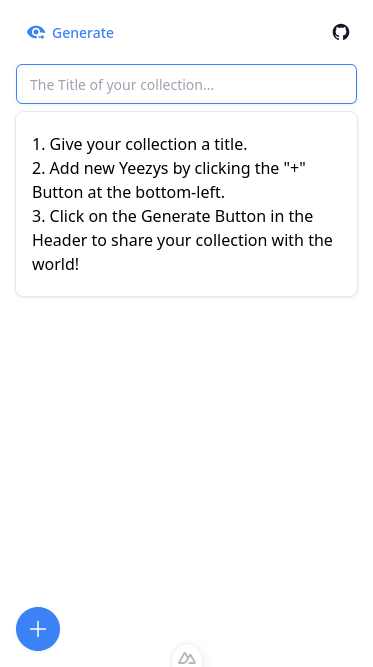 Generate
The Title of your collection...
1. Give your collection a title.
2. Add new Yeezys by clicking the "+"
Button at the bottom-left.
3. Click on the Generate Button in the
Header to share your collection with the
world!